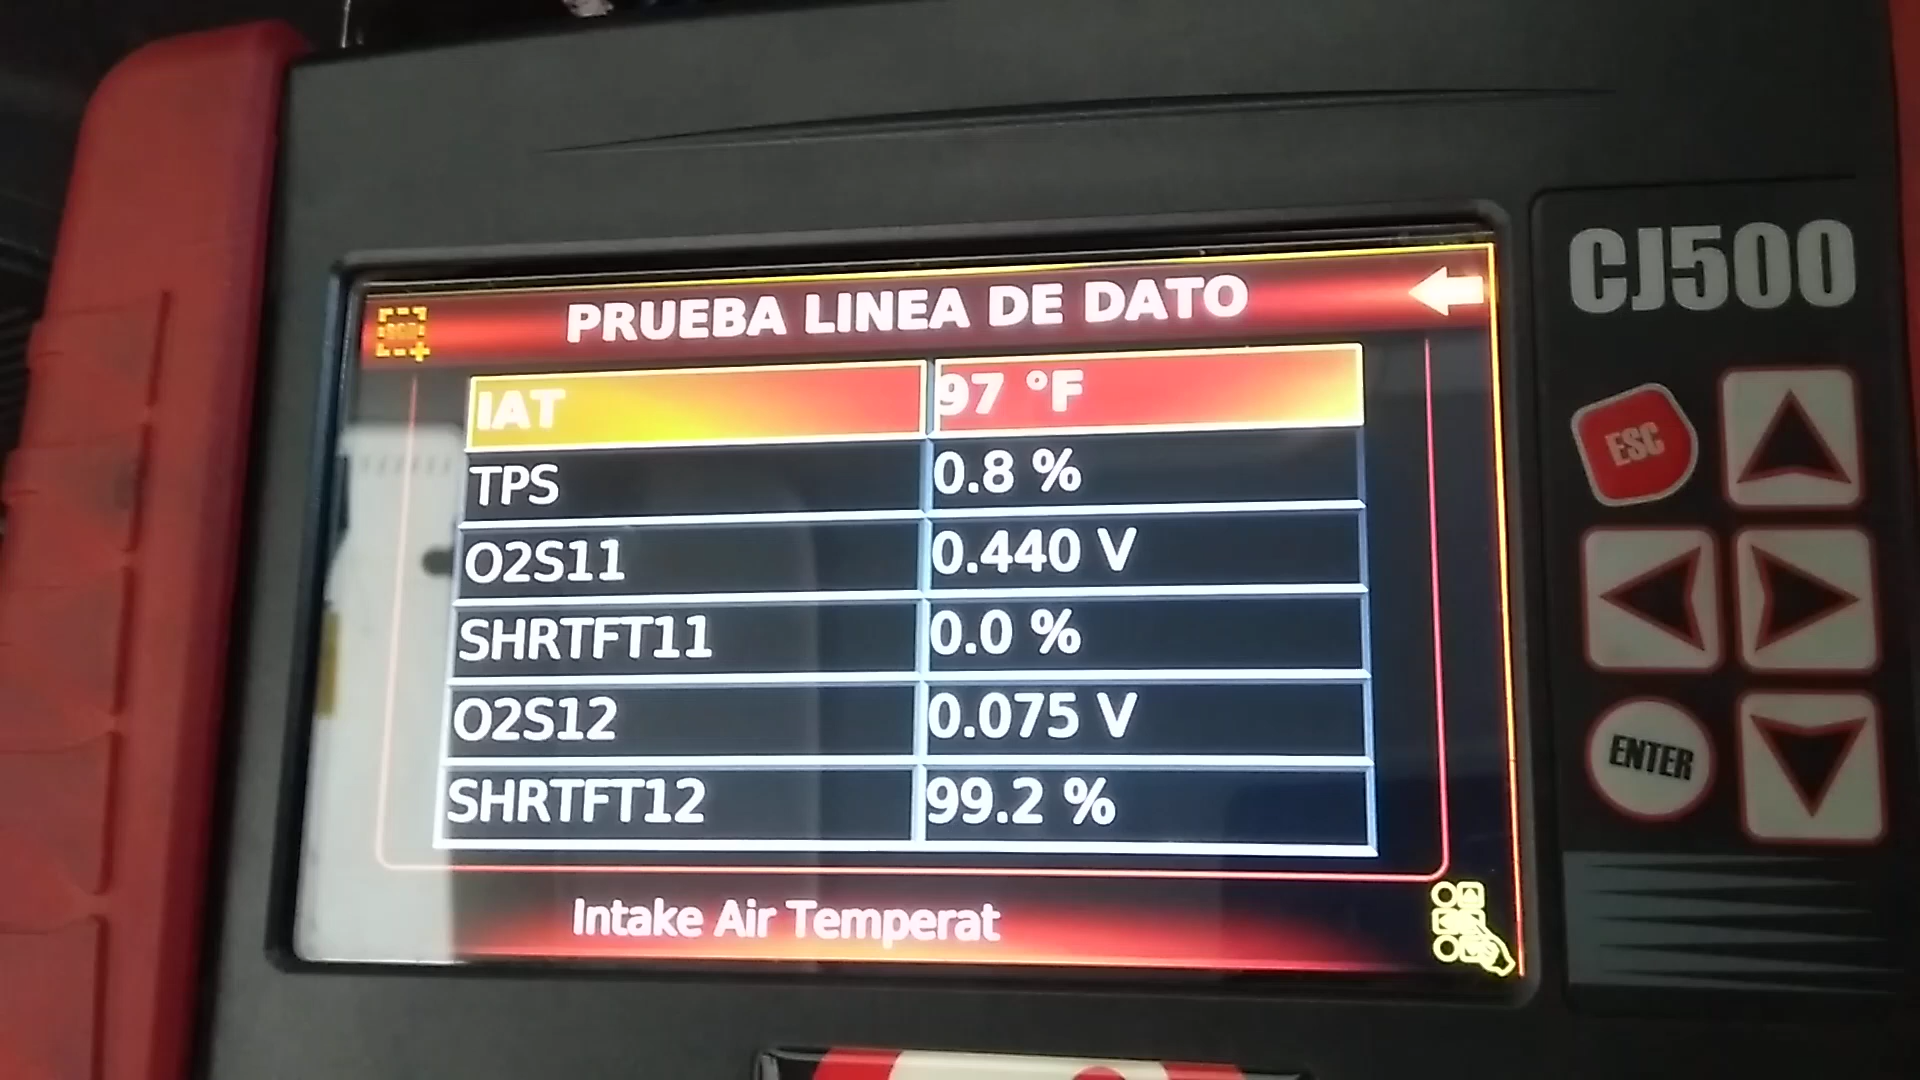 PRUEBA LINEA DE DATO
IAT 97 °F
TPS 0.8 %
O2S11 0.440 V
SHRTFT11 0.0 %
O2S12 0.075 V
SHRTFT12 99.2 %
Intake Air Temperat
CJ500
ESC
ENTER